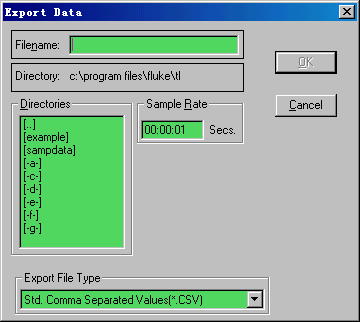 Export Data
Filename:
Directory: c:\program files\fluke\tl
OK
Cancel
Directories
[..]
[example]
[sampdata]
[-a-]
[-c-]
[-d-]
[-e-]
[-f-]
[-g-]
Sample Rate
00:00:01 Secs.
Export File Type
Std. Comma Separated Values(*.CSV)